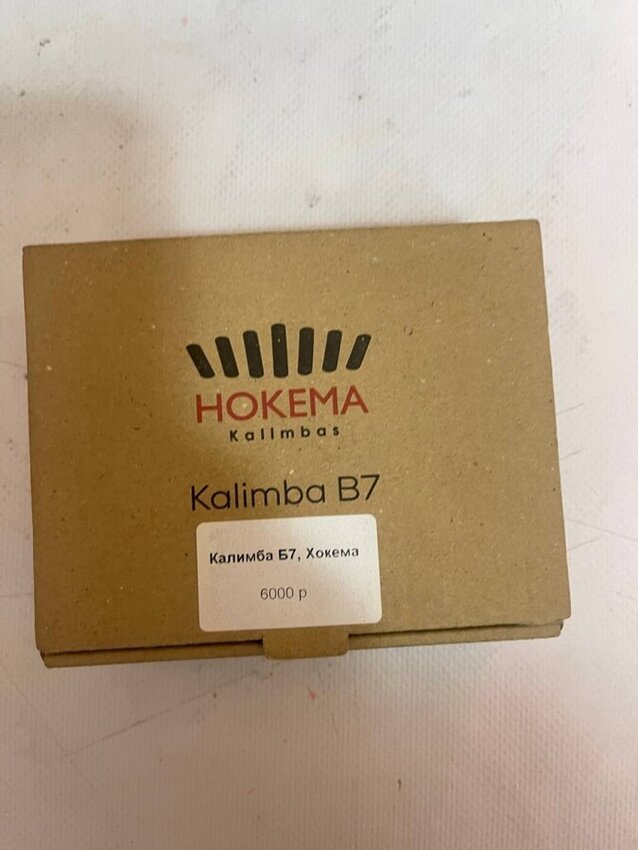 HOKEMA
Kalimbas
Kalimba B7
Калимба Б7, Хокема
6000 р